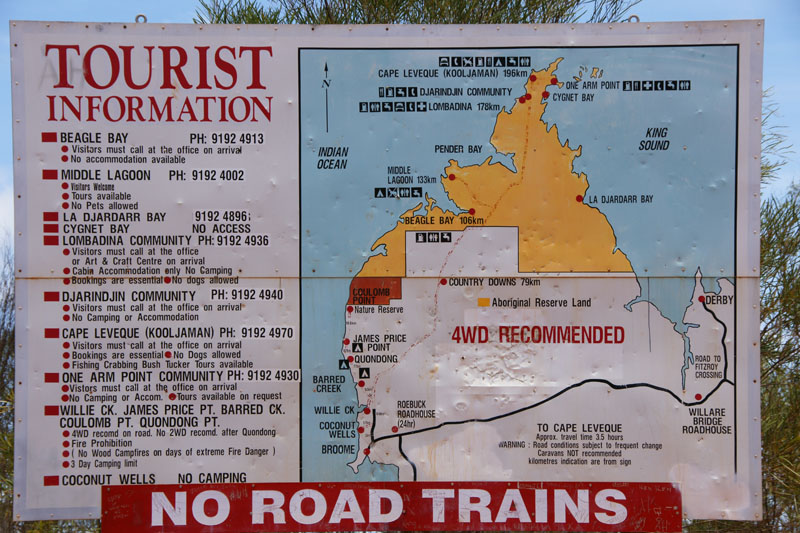 TOURIST
INFORMATION
BEAGLE BAY PH: 9192 4913
Visitors must call at the office on arrival
No accommodation available
MIDDLE LAGOON PH: 9192 4002
Visitors Welcome
Tours available
No Pets allowed
LA DJARDARR BAY 9192 4896
CYGNET BAY NO ACCESS
LOMBADINA COMMUNITY PH: 9192 4936
Visitors must call at the office
or Art & Craft Centre on arrival
Cabin Accommodation only No Camping
Bookings are essential No dogs allowed
DJARINDJIN COMMUNITY PH: 9192 4940
Visitors must call at the office on arrival
No Camping or Accommodation
CAPE LEVEQUE (KOOLJAMAN) PH: 9192 4970
Visitors must call at the office on arrival
Bookings are essential No Dogs allowed
Fishing Crabbing Bush Tucker Tours available
ONE ARM POINT COMMUNITY PH: 9192 4930
Vistors must call at the office on arrival
No Camping or Accom. Tours available on request
WILLIE CK. JAMES PRICE PT. BARRED CK.
COULOMB PT. QUONDONG PT.
4WD recomd on road. No 2WD recomd. after Quondong
Fire Prohibition
( No Wood Campfires on days of extreme Fire Danger )
3 Day Camping limit
COCONUT WELLS NO CAMPING
N
CAPE LEVEQUE (KOOLJAMAN) 196km
ONE ARM POINT
DJARINDJIN COMMUNITY
CYGNET BAY
LOMBADINA 178km
INDIAN
OCEAN
PENDER BAY
KING
SOUND
MIDDLE
LAGOON 133km
LA DJARDARR BAY
BEAGLE BAY 106km
COUNTRY DOWNS 79km
COULOMB
POINT
Nature Reserve
Aboriginal Reserve Land
DERBY
4WD RECOMMENDED
JAMES PRICE
POINT
QUONDONG
ROAD TO
FITZROY
CROSSING
BARRED
CREEK
WILLIE CK
ROEBUCK
ROADHOUSE
(24hr)
WILLARE
BRIDGE
ROADHOUSE
COCONUT
WELLS
BROOME
TO CAPE LEVEQUE
Approx. travel time 3.5 hours
WARNING : Road conditions subject to frequent change
Caravans NOT recommended
kilometres indication are from sign
NO ROAD TRAINS